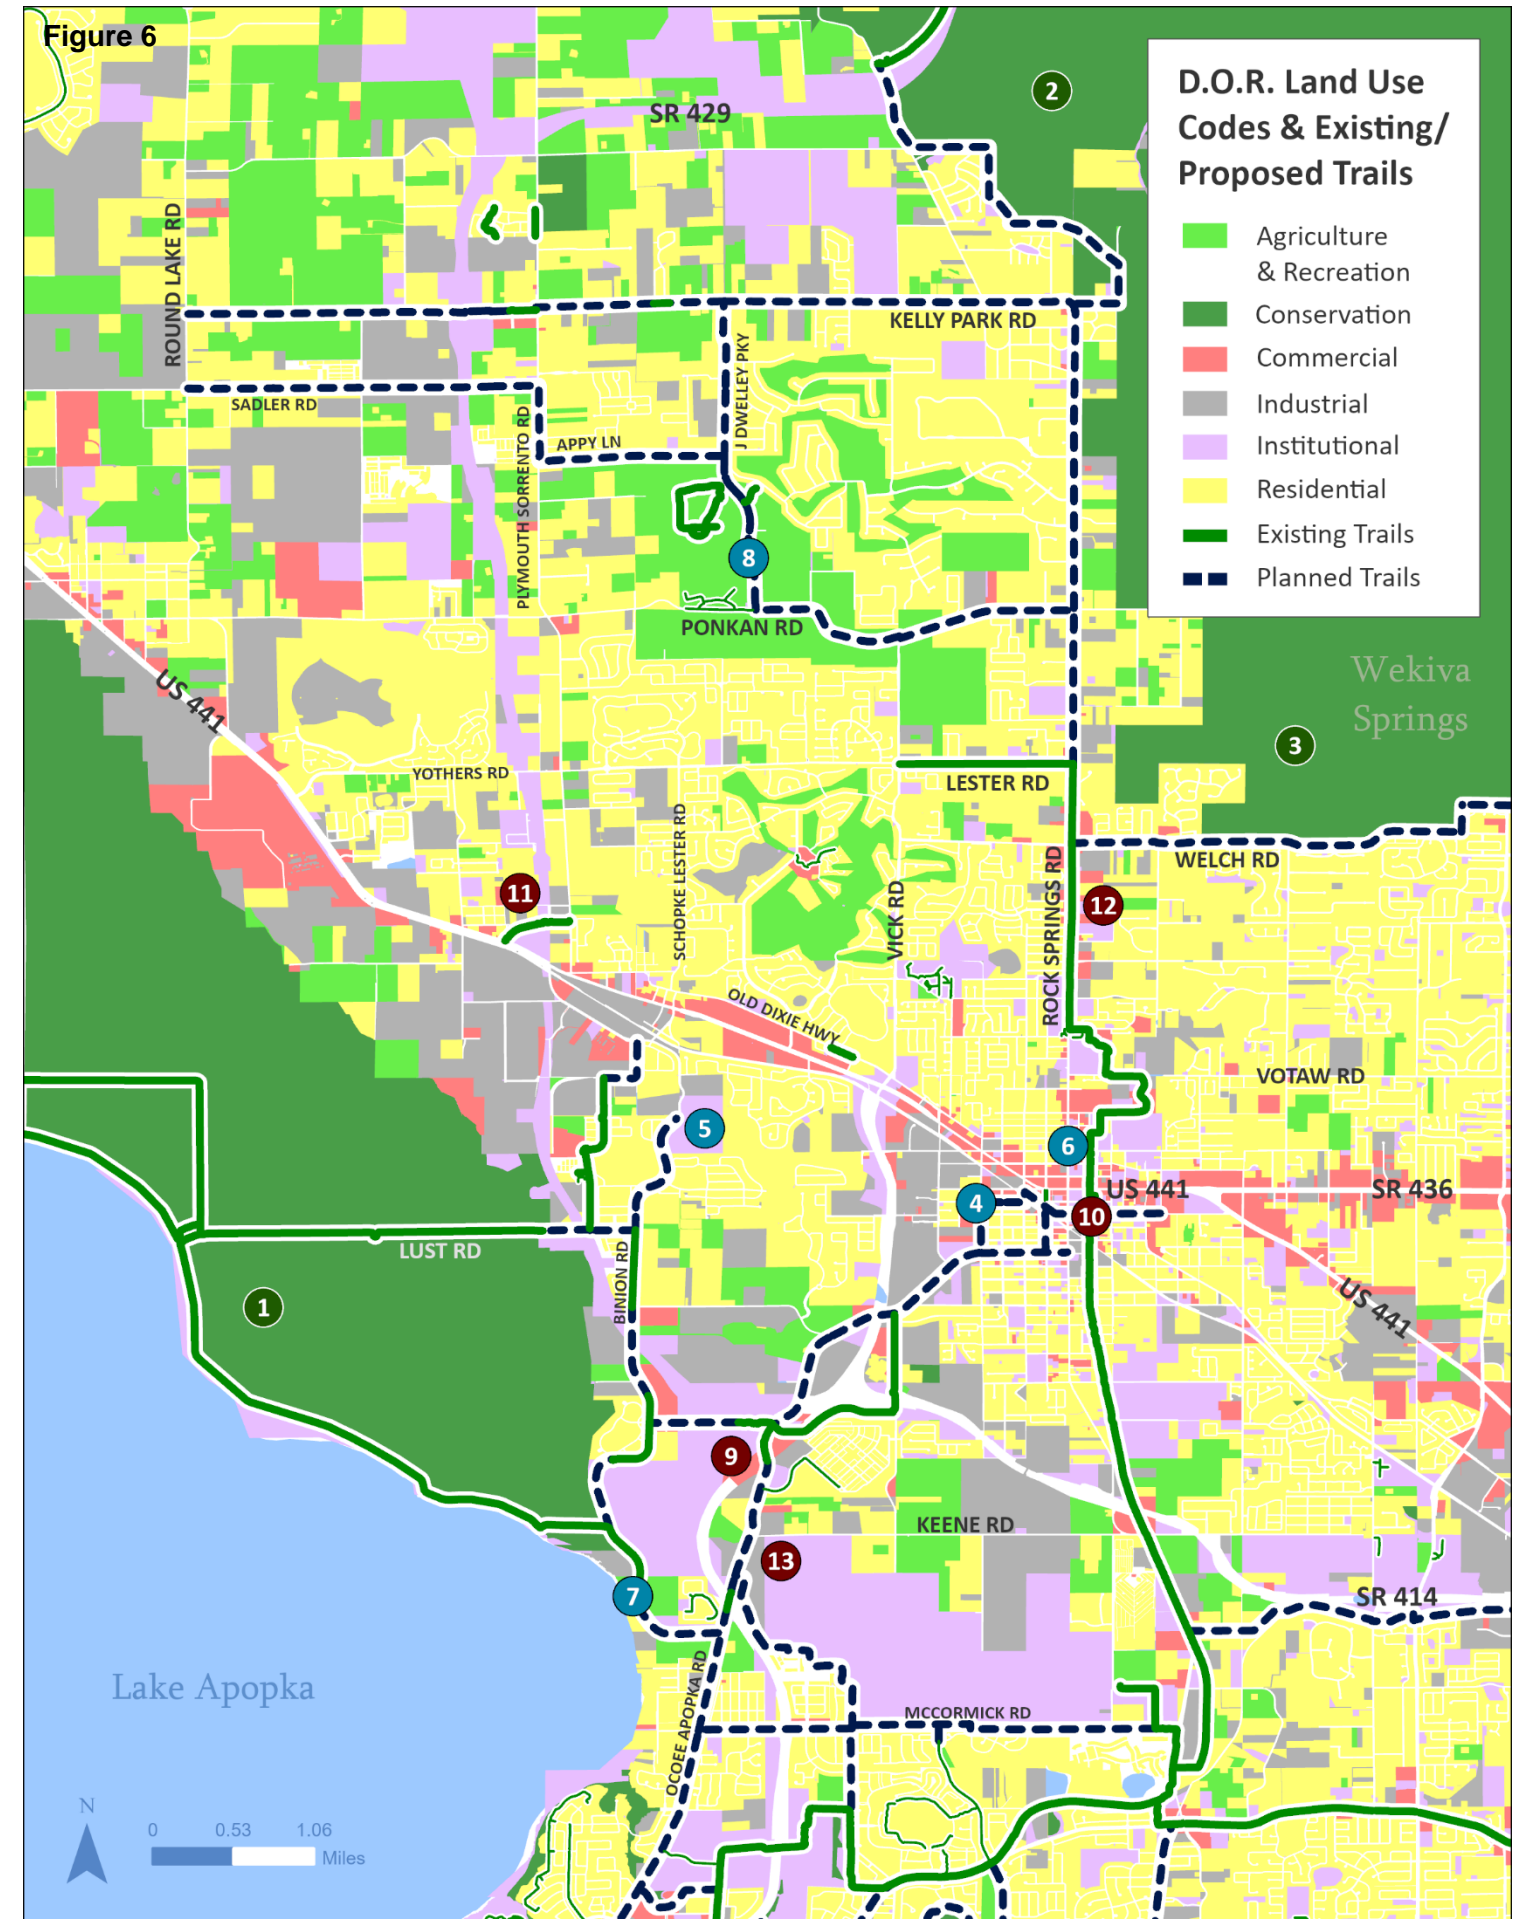 Figure 6
D.O.R. Land Use
Codes & Existing/
Proposed Trails
Agriculture
& Recreation
Conservation
Commercial
Industrial
Institutional
Residential
Existing Trails
Planned Trails
2
SR 429
ROUND LAKE RD
KELLY PARK RD
J DWELLEY PKY
SADLER RD
PLYMOUTH SORRENTO RD
APPY LN
8
PONKAN RD
US 441
Wekiva
Springs
3
YOTHERS RD
LESTER RD
SCHOPKE LESTER RD
WELCH RD
ROCK SPRINGS RD
VICK RD
11
12
OLD DIXIE HWY
VOTAW RD
5
6
US 441
SR 436
4
10
LUST RD
BINION RD
1
US 441
9
KEENE RD
13
7
SR 414
Lake Apopka
OCOEE APOPKA RD
MCCORMICK RD
N
0 0.53 1.06
Miles